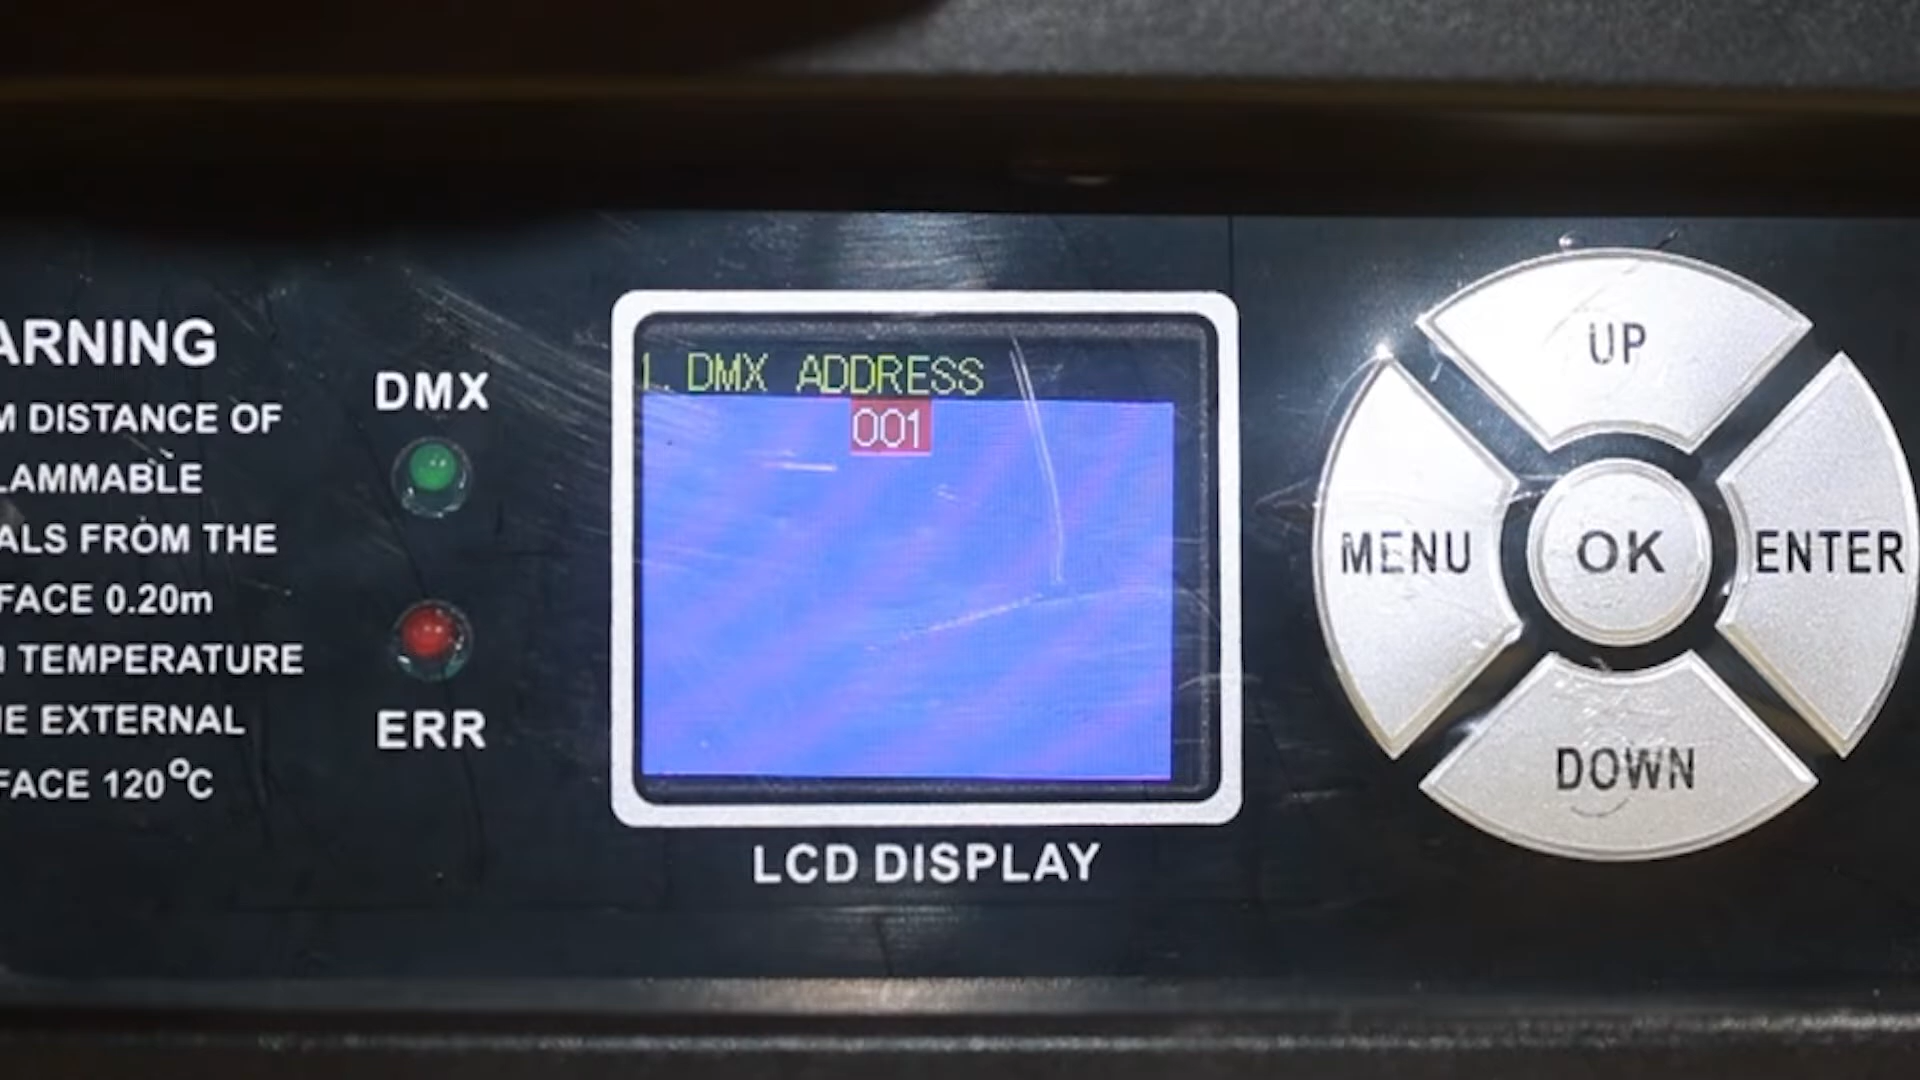 ARNING
M DISTANCE OF
LAMMABLE
ALS FROM THE
FACE 0.20m
TEMPERATURE
E EXTERNAL
FACE 120°C
DMX
ERR
1. DMX ADDRESS
001
LCD DISPLAY
UP
MENU
OK
ENTER
DOWN